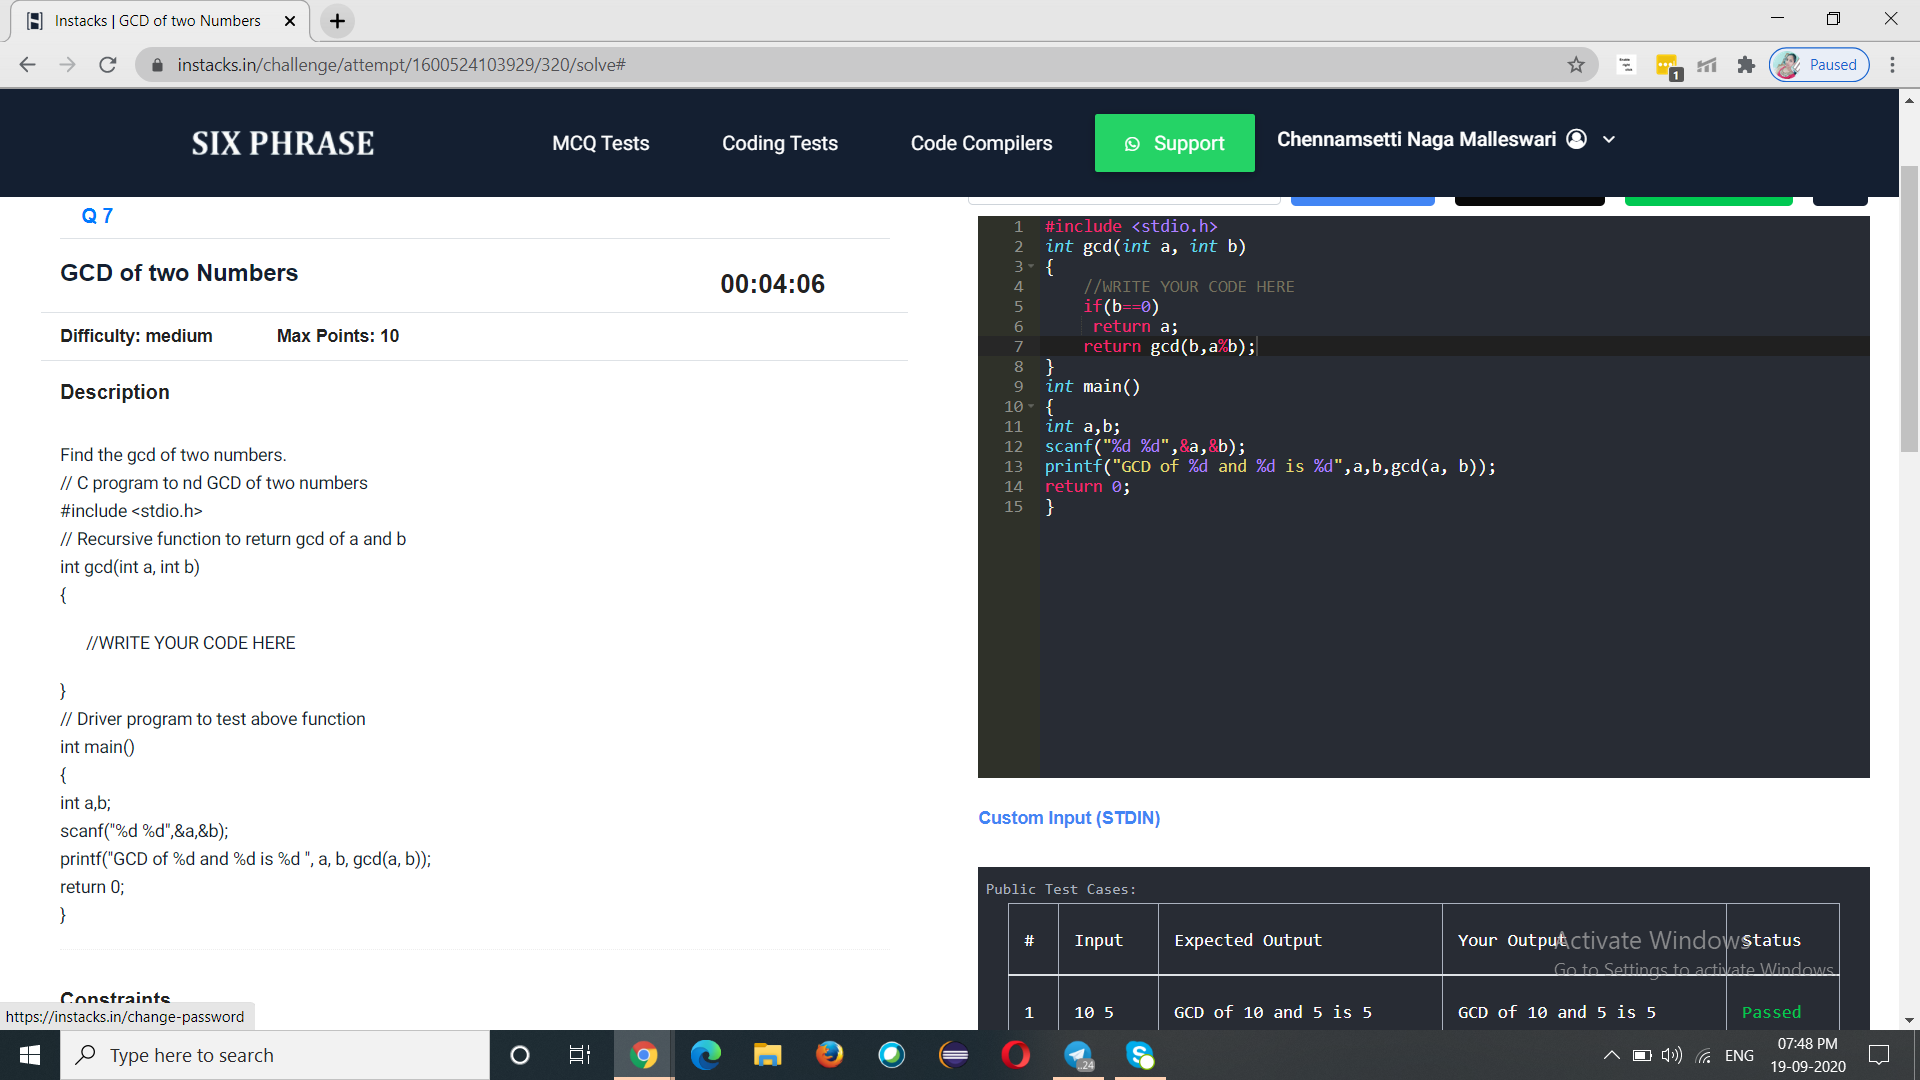 Instacks | GCD of two Numbers
instacks.in/challenge/attempt/1600524103929/320/solve#
1
Paused
SIX PHRASE
MCQ Tests
Coding Tests
Code Compilers
Support
Chennamsetti Naga Malleswari
Q 7
GCD of two Numbers
00:04:06
Difficulty: medium
Max Points: 10
Description
Find the gcd of two numbers.
// C program to nd GCD of two numbers
#include <stdio.h>
// Recursive function to return gcd of a and b
int gcd(int a, int b)
{
//WRITE YOUR CODE HERE
}
// Driver program to test above function
int main()
{
int a,b;
scanf("%d %d",&a,&b);
printf("GCD of %d and %d is %d ", a, b, gcd(a, b));
return 0;
}
Constraints
https://instacks.in/change-password
1 #include <stdio.h>
2 int gcd(int a, int b)
3 {
4 //WRITE YOUR CODE HERE
5 if(b==0)
6 return a;
7 return gcd(b,a%b);
8 }
9 int main()
10 {
11 int a,b;
12 scanf("%d %d",&a,&b);
13 printf("GCD of %d and %d is %d",a,b,gcd(a, b));
14 return 0;
15 }
Custom Input (STDIN)
Public Test Cases:
# Input Expected Output Your Output Status
1 10 5 GCD of 10 and 5 is 5 GCD of 10 and 5 is 5 Passed
Activate Windows
Go to Settings to activate Windows.
Type here to search
24
ENG
07:48 PM
19-09-2020